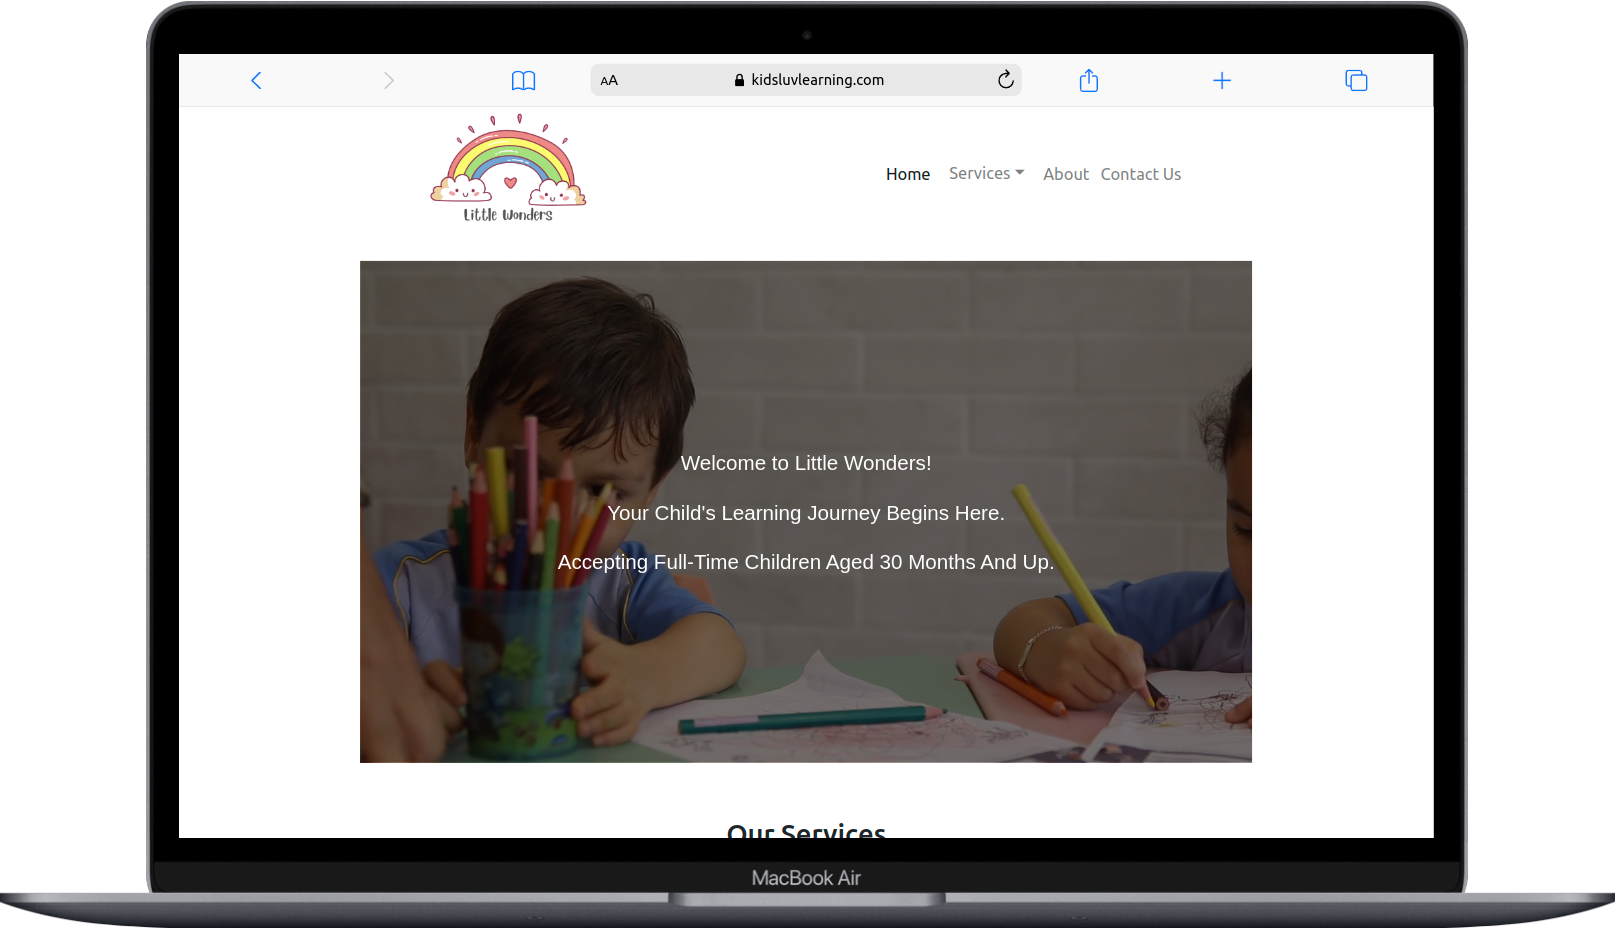 AA
kidsluvlearning.com
Little Wonders
Home Services About Contact Us
Welcome to Little Wonders!
Your Child's Learning Journey Begins Here.
Accepting Full-Time Children Aged 30 Months And Up.
Our Services
MacBook Air